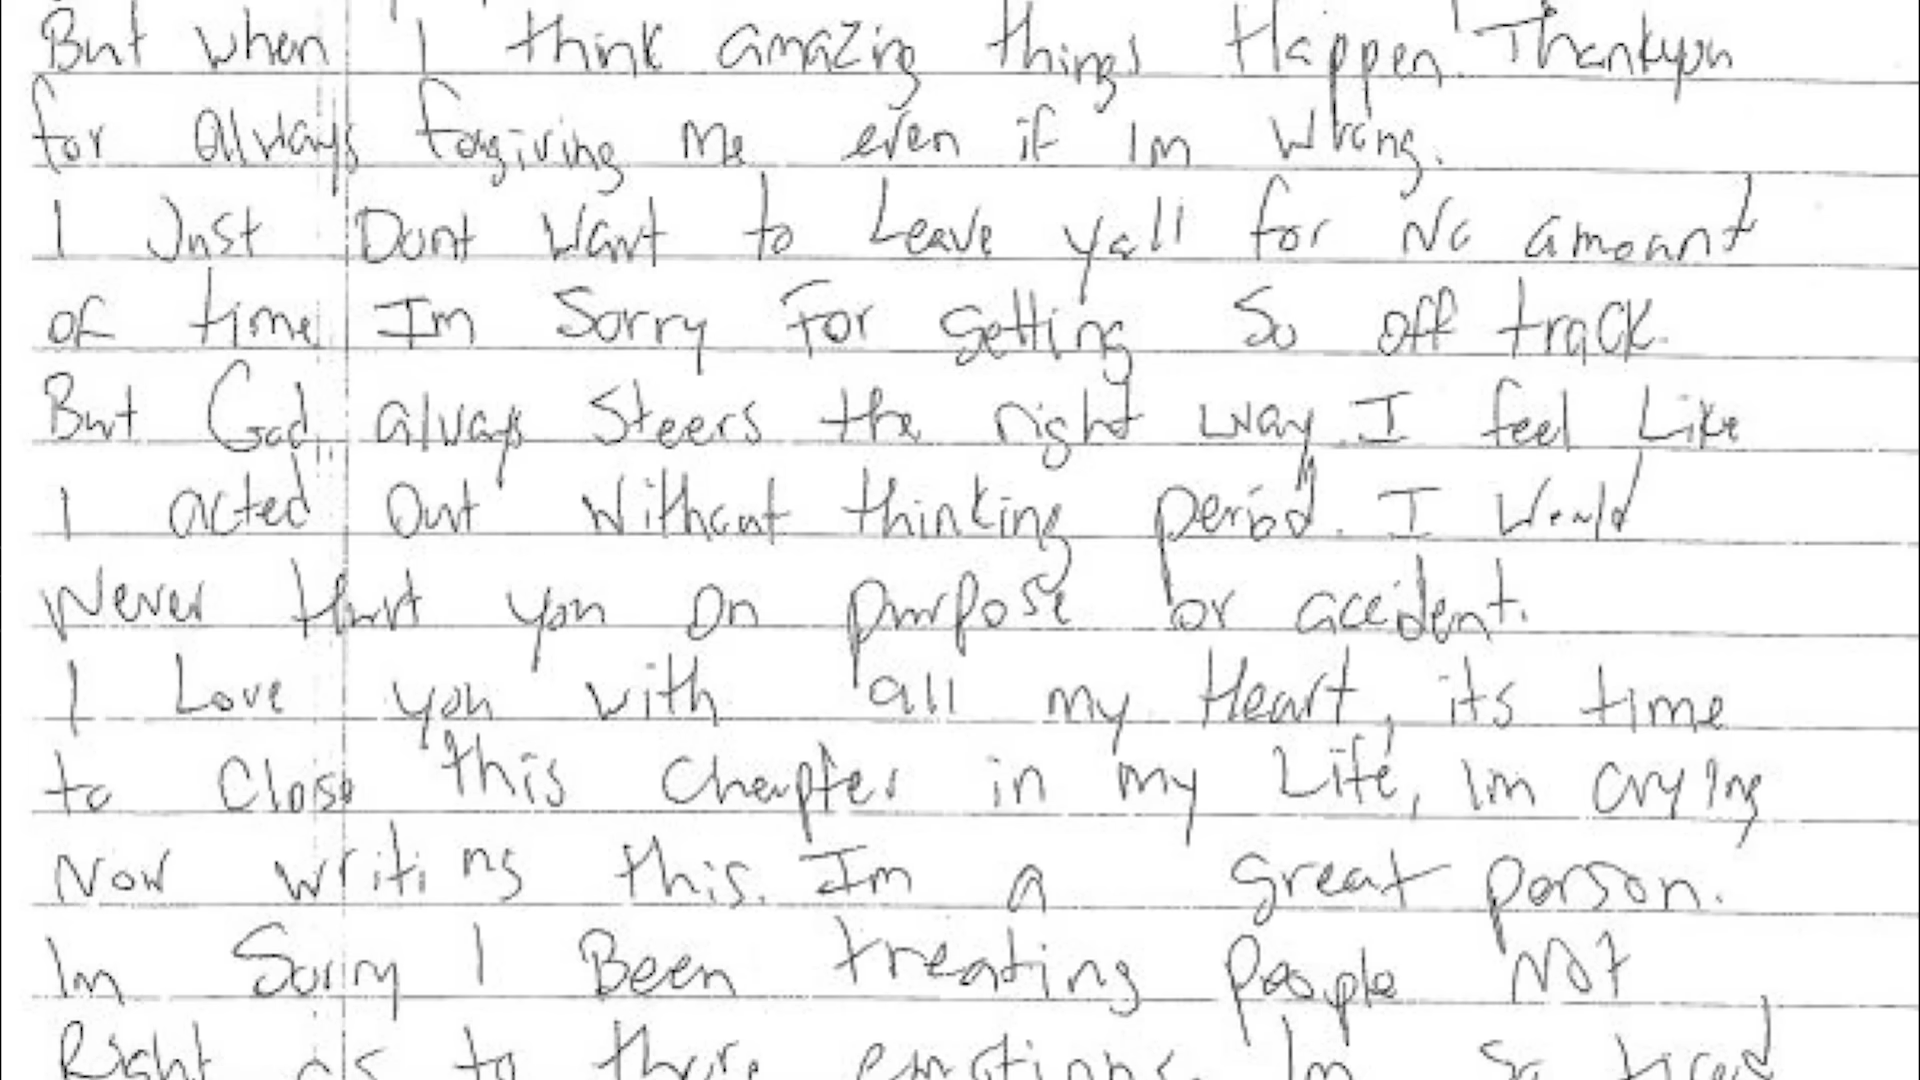 But when I think amazing things Happen Thankyou
for always forgiving me even if Im wrong.
I Just Dont Want to Leave yall for No amount
of time Im Sorry For getting So off track.
But God always Steers the right way. I feel Like
I acted Out Without thinking period. I Would
Never Hurt you on purpose or accident.
I Love you with all my Heart, its time
to Close this Chapter in my Life, Im crying
Now writing this. Im a great person.
Im Sorry I Been treating people Not
Right as to there emotions. Im So tired